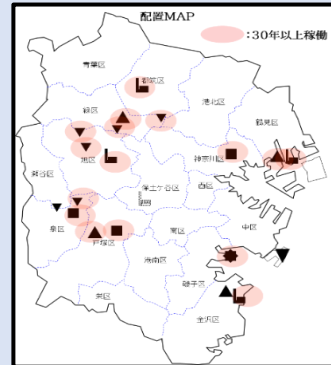 配置MAP
:30年以上稼働
青葉区
都筑区
港北区
緑区
鶴見区
旭区
神奈川区
瀬谷区
保土ケ谷区
西区
泉区
戸塚区
南区
中区
港南区
磯子区
栄区
金沢区